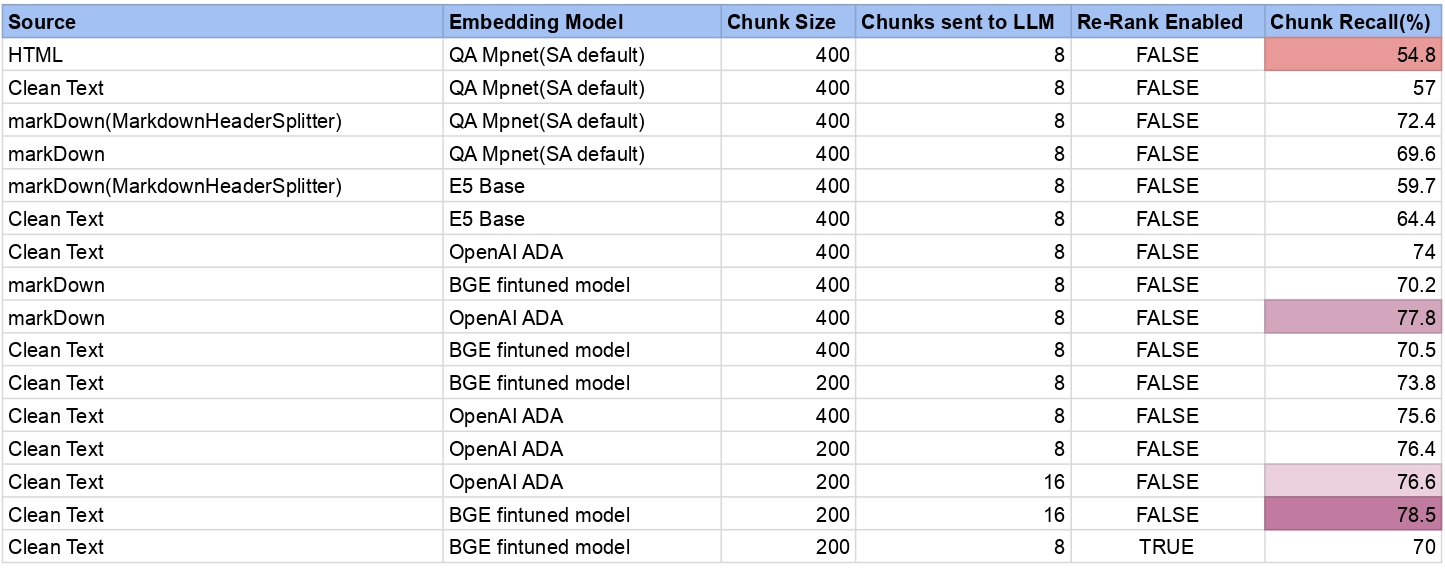 Source Embedding Model Chunk Size Chunks sent to LLM Re-Rank Enabled Chunk Recall(%)
HTML QA Mpnet(SA default) 400 8 FALSE 54.8
Clean Text QA Mpnet(SA default) 400 8 FALSE 57
markDown(MarkdownHeaderSplitter) QA Mpnet(SA default) 400 8 FALSE 72.4
markDown QA Mpnet(SA default) 400 8 FALSE 69.6
markDown(MarkdownHeaderSplitter) E5 Base 400 8 FALSE 59.7
Clean Text E5 Base 400 8 FALSE 64.4
Clean Text OpenAI ADA 400 8 FALSE 74
markDown BGE fintuned model 400 8 FALSE 70.2
markDown OpenAI ADA 400 8 FALSE 77.8
Clean Text BGE fintuned model 400 8 FALSE 70.5
Clean Text BGE fintuned model 200 8 FALSE 73.8
Clean Text OpenAI ADA 400 8 FALSE 75.6
Clean Text OpenAI ADA 200 8 FALSE 76.4
Clean Text OpenAI ADA 200 16 FALSE 76.6
Clean Text BGE fintuned model 200 16 FALSE 78.5
Clean Text BGE fintuned model 200 8 TRUE 70